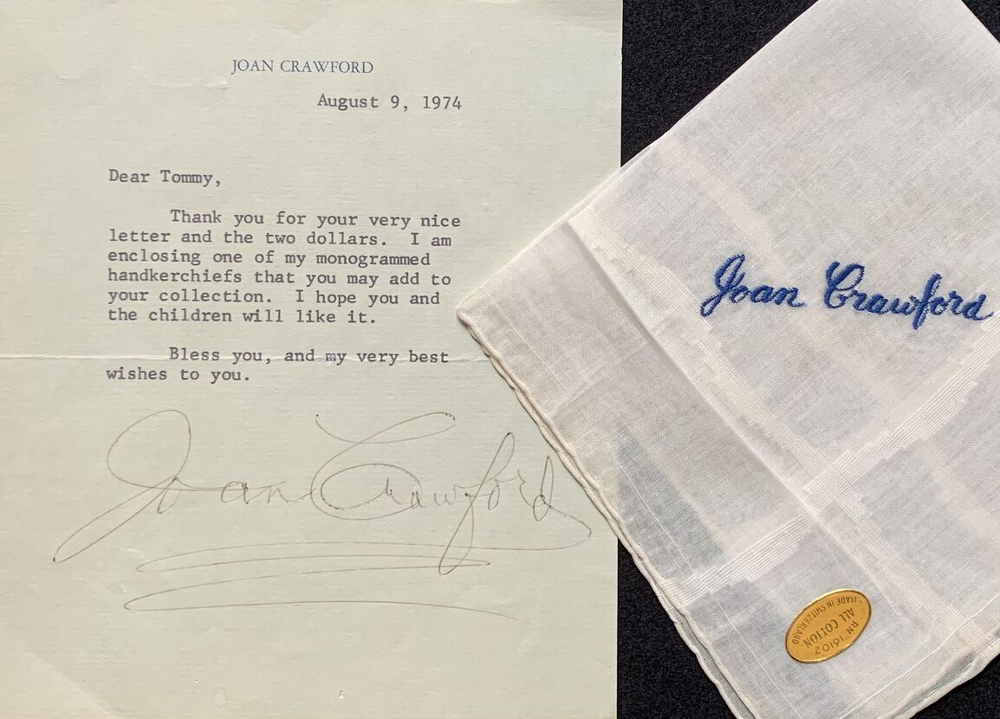 JOAN CRAWFORD
August 9, 1974
Dear Tommy,
Thank you for your very nice
letter and the two dollars. I am
enclosing one of my monogrammed
handkerchiefs that you may add to
your collection. I hope you and
the children will like it.
Bless you, and my very best
wishes to you.
Joan Crawford
Joan Crawford
RN 16102
ALL COTTON
MADE IN SWITZERLAND